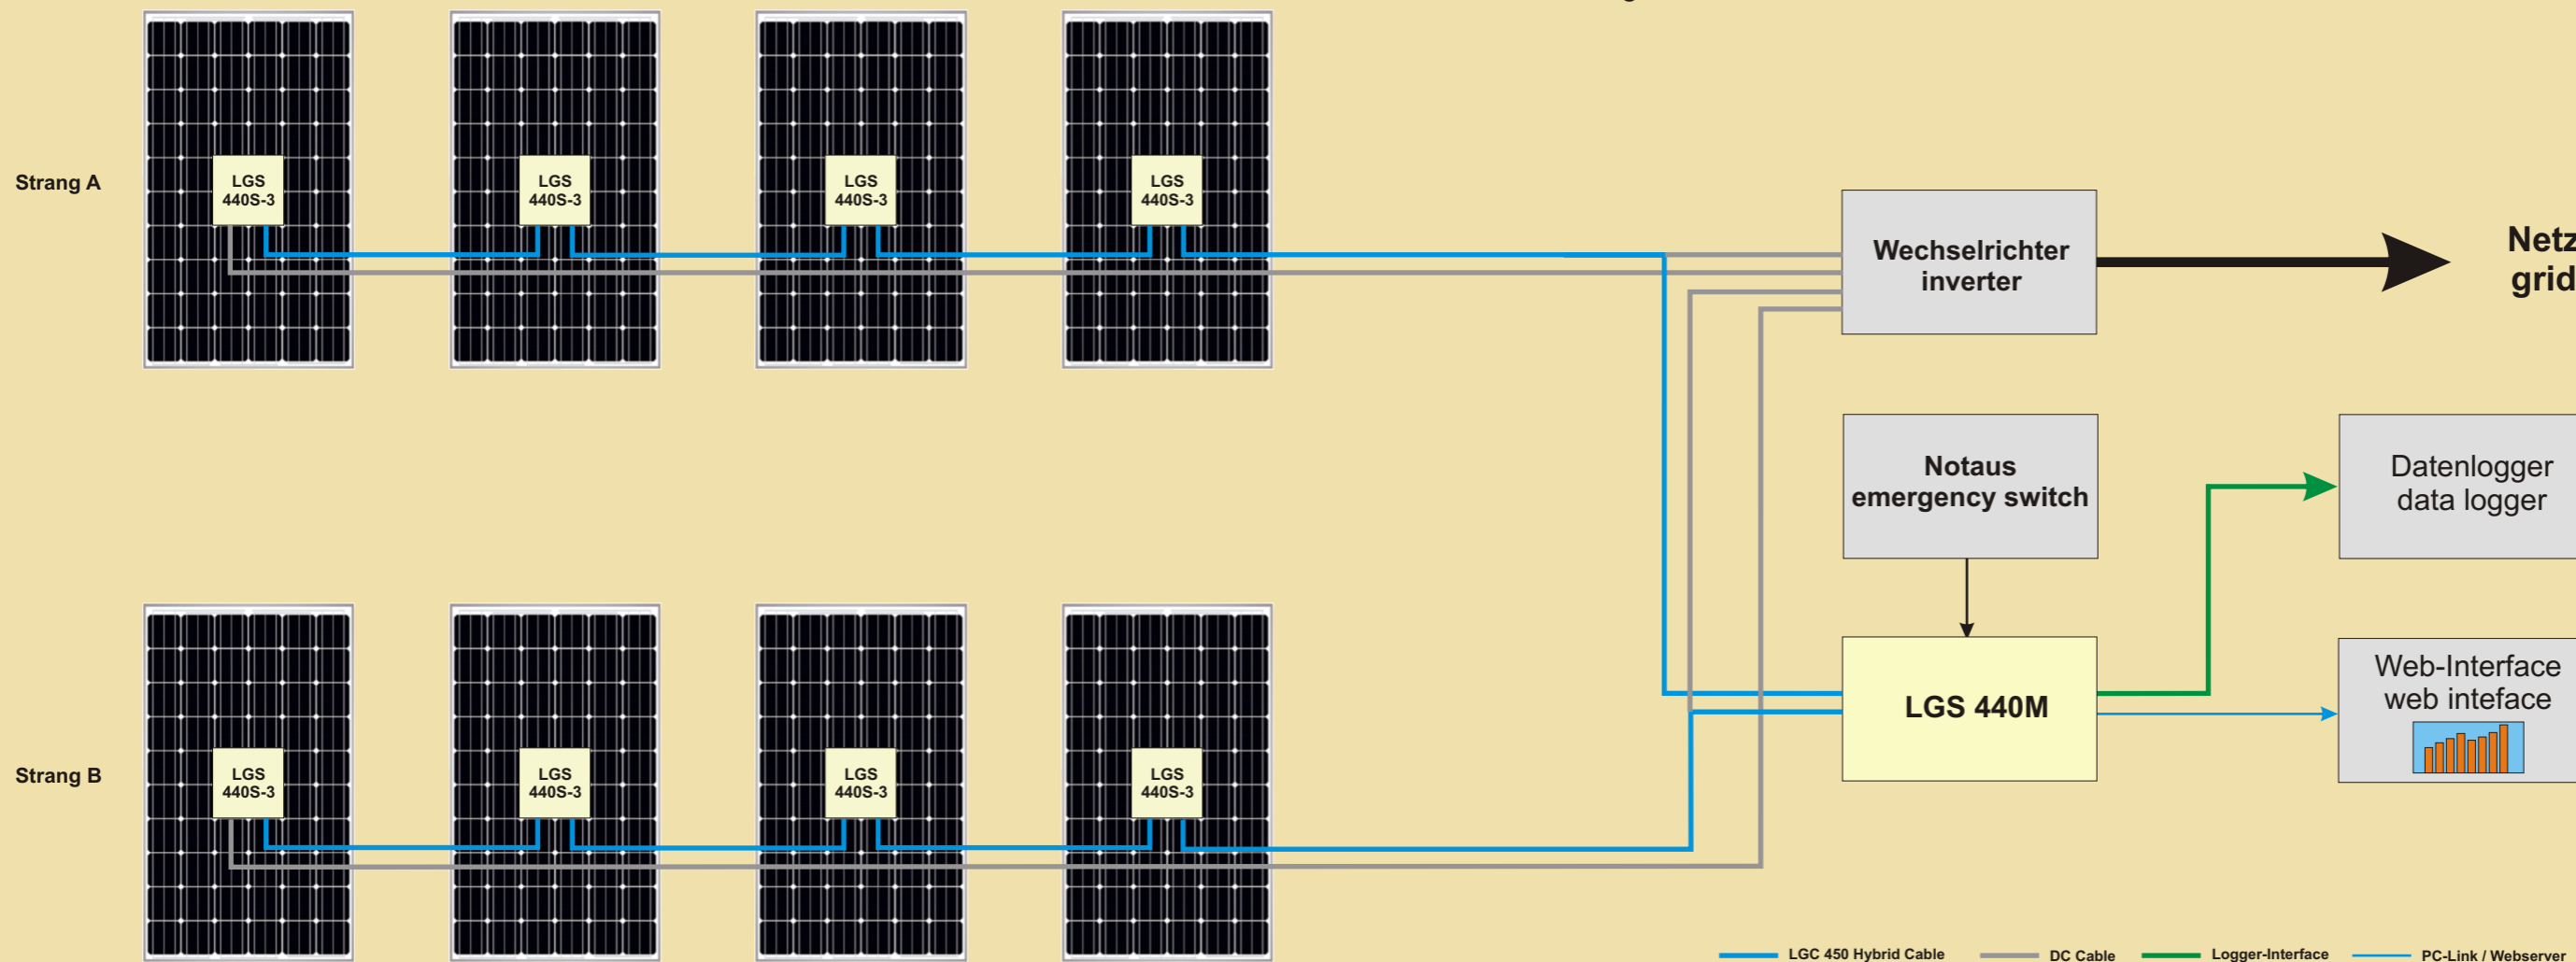 Strang A
LGS
440S-3
LGS
440S-3
LGS
440S-3
LGS
440S-3
Wechselrichter
inverter
Netz
grid
Notaus
emergency switch
Datenlogger
data logger
Strang B
LGS
440S-3
LGS
440S-3
LGS
440S-3
LGS
440S-3
LGS 440M
Web-Interface
web inteface
LGC 450 Hybrid Cable
DC Cable
Logger-Interface
PC-Link / Webserver